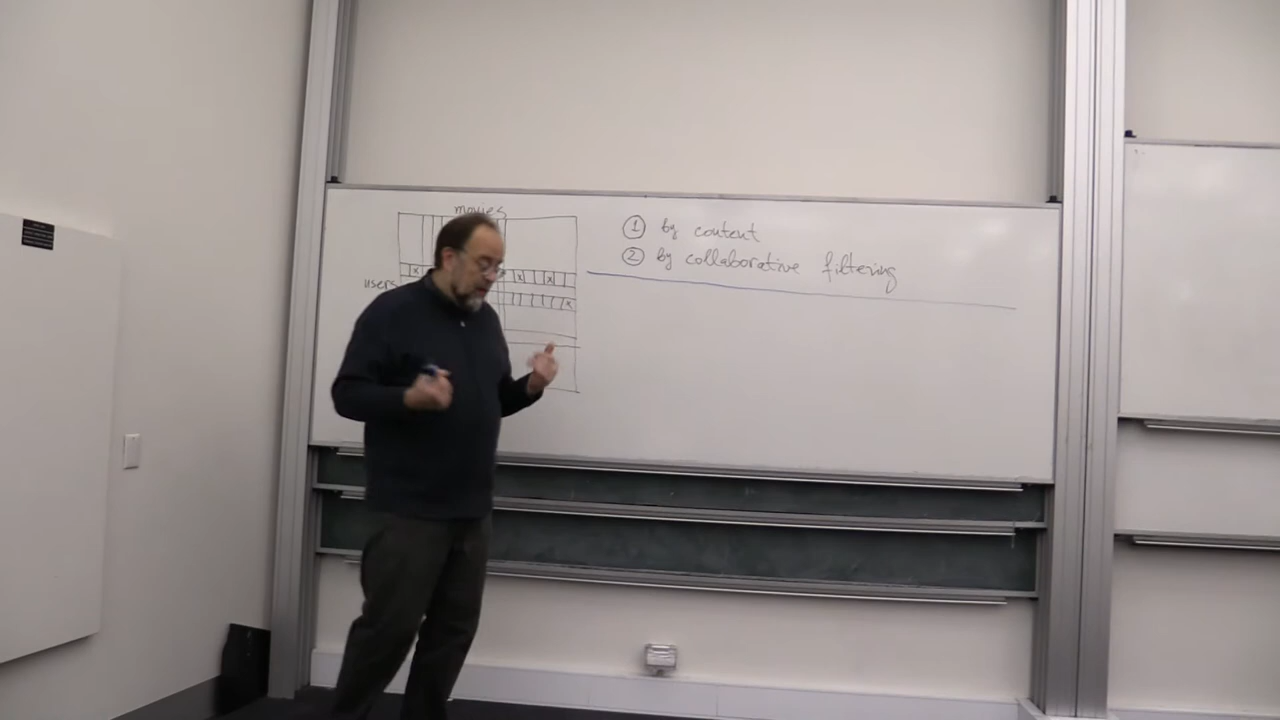 movies
users
① by content
② by collaborative filtering
x
x x
x